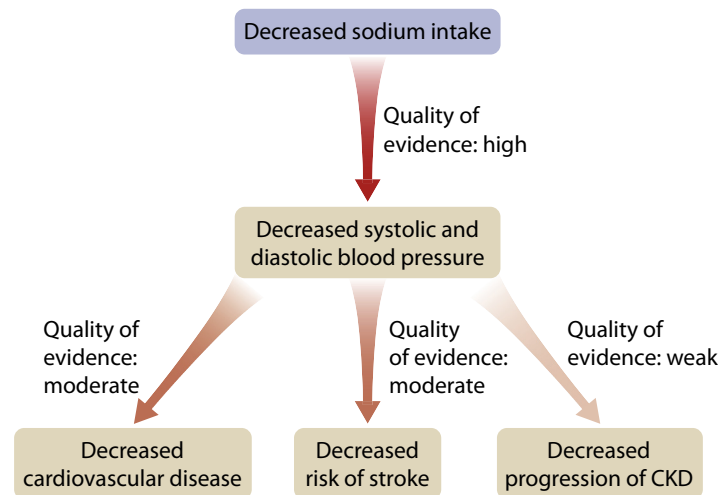 Decreased sodium intake
Quality of
evidence: high
Decreased systolic and
diastolic blood pressure
Quality of
evidence:
moderate
Quality
of evidence:
moderate
Quality of
evidence: weak
Decreased
cardiovascular disease
Decreased
risk of stroke
Decreased
progression of CKD